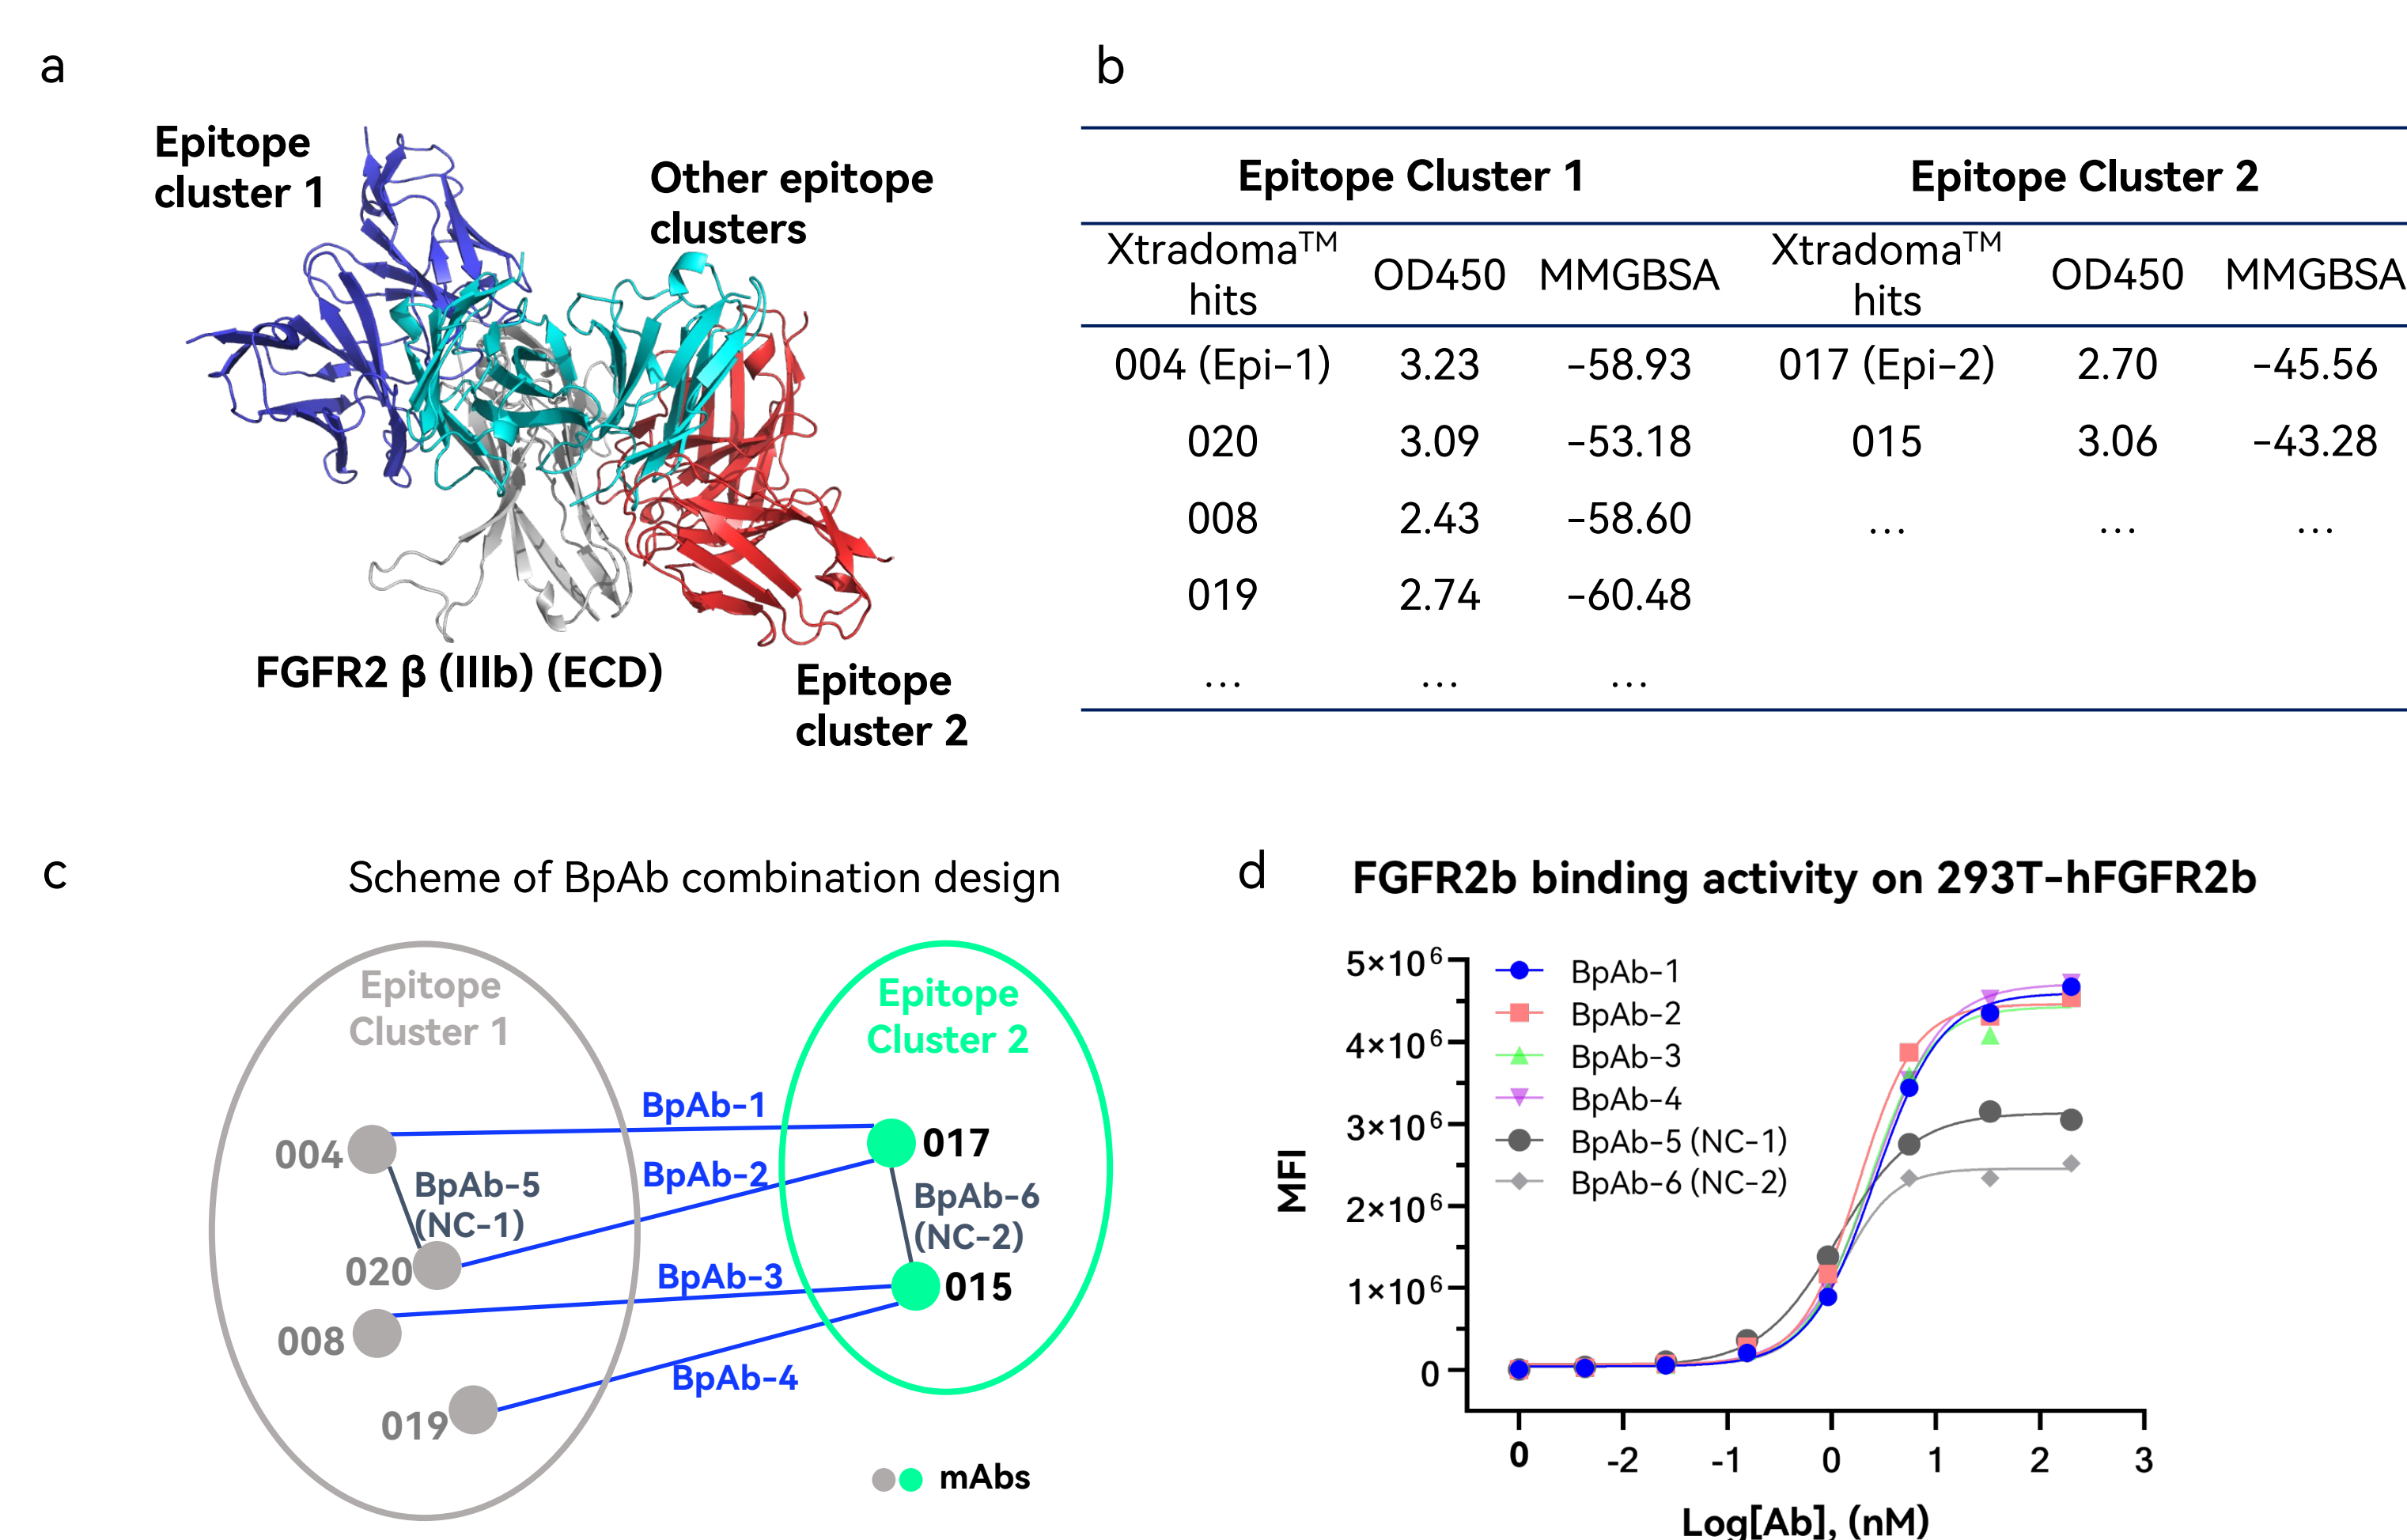 a
Epitope
cluster 1
Other epitope
clusters
FGFR2 β (IIIb) (ECD)
Epitope
cluster 2
b
Epitope Cluster 1 Epitope Cluster 2
Xtradoma™ hits OD450 MMGBSA Xtradoma™ hits OD450 MMGBSA
004 (Epi-1) 3.23 -58.93 017 (Epi-2) 2.70 -45.56
020 3.09 -53.18 015 3.06 -43.28
008 2.43 -58.60 ... ... ...
019 2.74 -60.48
... ... ...
c
Scheme of BpAb combination design
Epitope
Cluster 1
Epitope
Cluster 2
BpAb-1
004
017
BpAb-2
BpAb-5
(NC-1)
BpAb-6
(NC-2)
020
BpAb-3
015
008
BpAb-4
019
mAbs
d
FGFR2b binding activity on 293T-hFGFR2b
MFI
5×10⁶
4×10⁶
3×10⁶
2×10⁶
1×10⁶
0
BpAb-1
BpAb-2
BpAb-3
BpAb-4
BpAb-5 (NC-1)
BpAb-6 (NC-2)
0 -2 -1 0 1 2 3
Log[Ab], (nM)